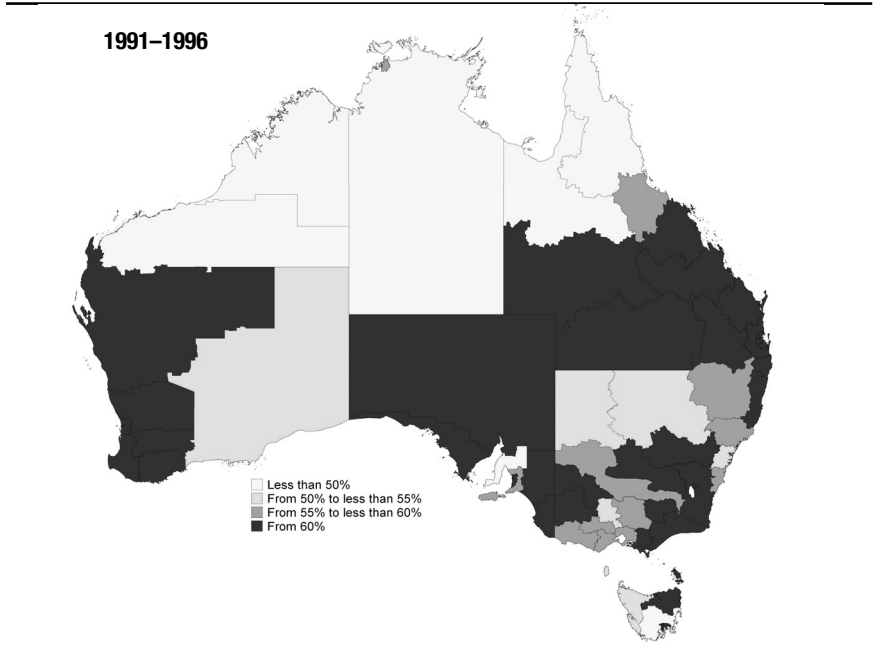 1991–1996
Less than 50%
From 50% to less than 55%
From 55% to less than 60%
From 60%